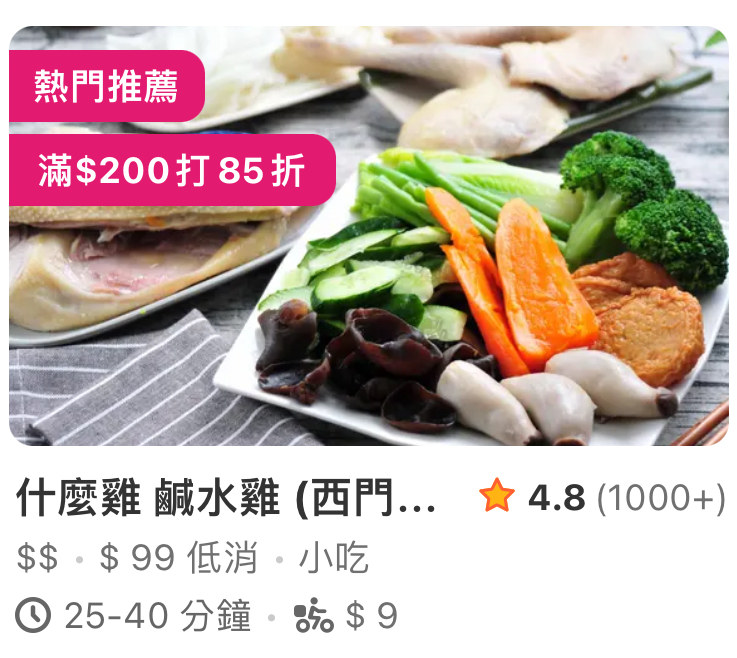 熱門推薦
滿$200打85折
什麼雞 鹹水雞 (西門... 4.8 (1000+)
$$ · $ 99 低消 · 小吃
25-40 分鐘 · $ 9